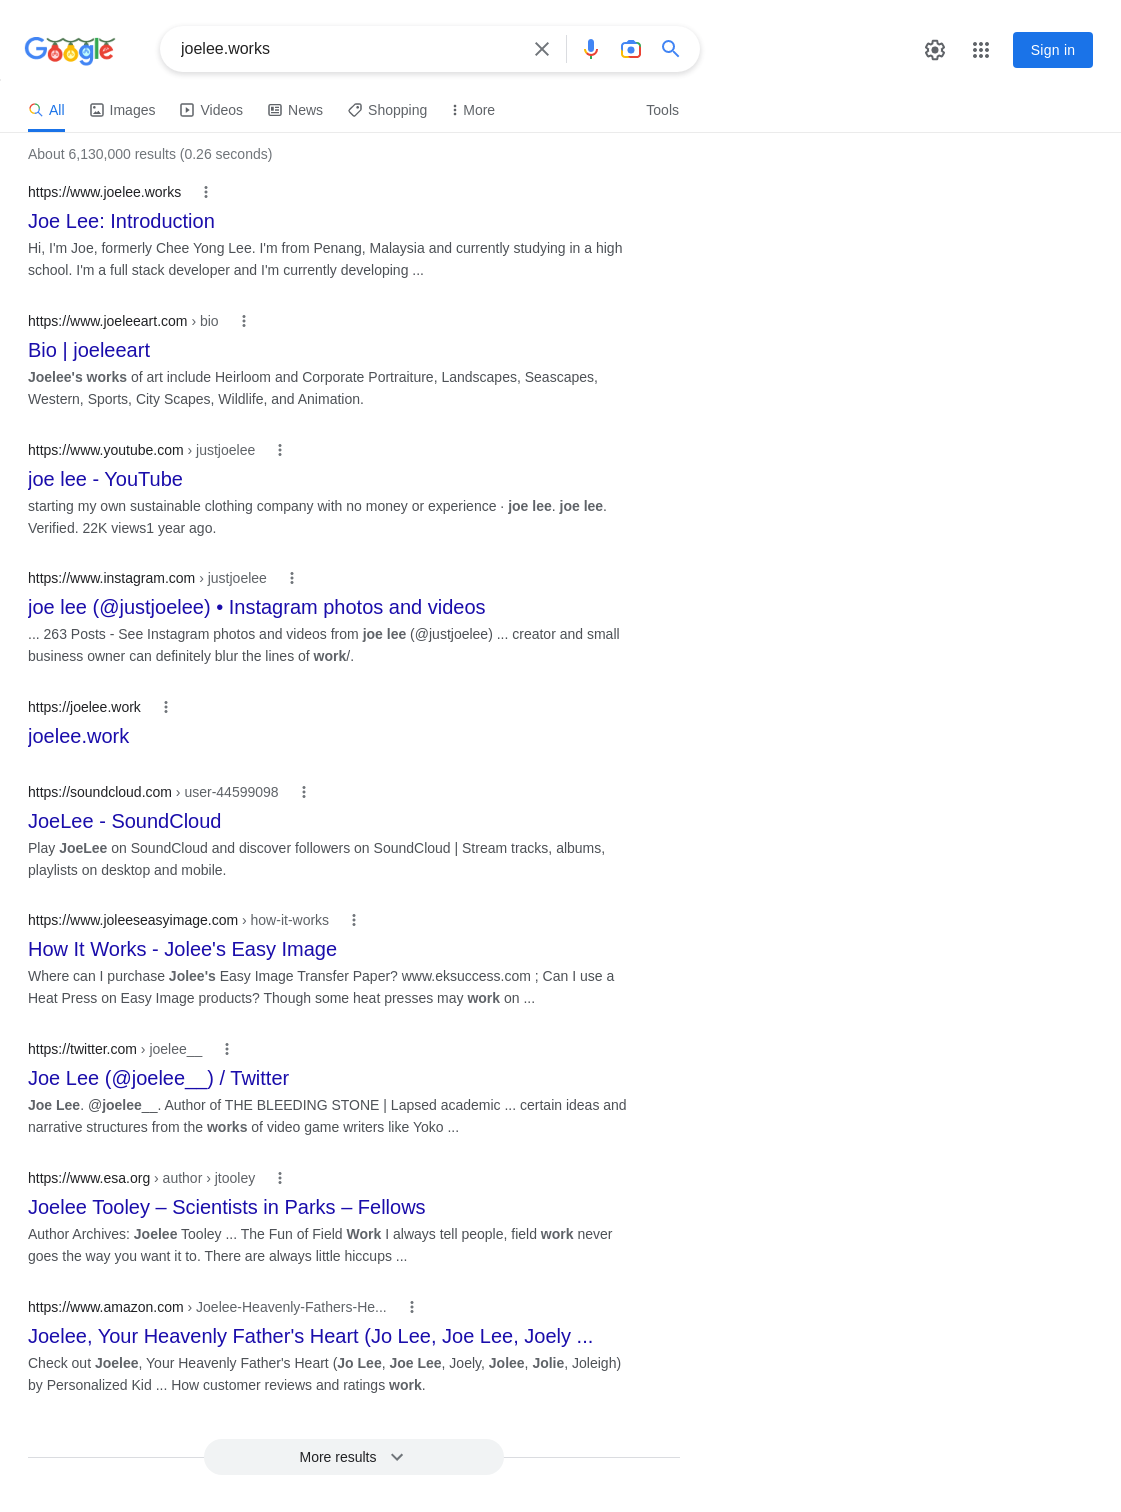 Google
joelee.works
Sign in
All
Images
Videos
News
Shopping
More
Tools
About 6,130,000 results (0.26 seconds)
https://www.joelee.works
Joe Lee: Introduction
Hi, I'm Joe, formerly Chee Yong Lee. I'm from Penang, Malaysia and currently studying in a high
school. I'm a full stack developer and I'm currently developing ...
https://www.joeleeart.com › bio
Bio | joeleeart
Joelee's works of art include Heirloom and Corporate Portraiture, Landscapes, Seascapes,
Western, Sports, City Scapes, Wildlife, and Animation.
https://www.youtube.com › justjoelee
joe lee - YouTube
starting my own sustainable clothing company with no money or experience · joe lee. joe lee.
Verified. 22K views1 year ago.
https://www.instagram.com › justjoelee
joe lee (@justjoelee) • Instagram photos and videos
... 263 Posts - See Instagram photos and videos from joe lee (@justjoelee) ... creator and small
business owner can definitely blur the lines of work/.
https://joelee.work
joelee.work
https://soundcloud.com › user-44599098
JoeLee - SoundCloud
Play JoeLee on SoundCloud and discover followers on SoundCloud | Stream tracks, albums,
playlists on desktop and mobile.
https://www.joleeseasyimage.com › how-it-works
How It Works - Jolee's Easy Image
Where can I purchase Jolee's Easy Image Transfer Paper? www.eksuccess.com ; Can I use a
Heat Press on Easy Image products? Though some heat presses may work on ...
https://twitter.com › joelee__
Joe Lee (@joelee__) / Twitter
Joe Lee. @joelee__. Author of THE BLEEDING STONE | Lapsed academic ... certain ideas and
narrative structures from the works of video game writers like Yoko ...
https://www.esa.org › author › jtooley
Joelee Tooley – Scientists in Parks – Fellows
Author Archives: Joelee Tooley ... The Fun of Field Work I always tell people, field work never
goes the way you want it to. There are always little hiccups ...
https://www.amazon.com › Joelee-Heavenly-Fathers-He...
Joelee, Your Heavenly Father's Heart (Jo Lee, Joe Lee, Joely ...
Check out Joelee, Your Heavenly Father's Heart (Jo Lee, Joe Lee, Joely, Jolee, Jolie, Joleigh)
by Personalized Kid ... How customer reviews and ratings work.
More results